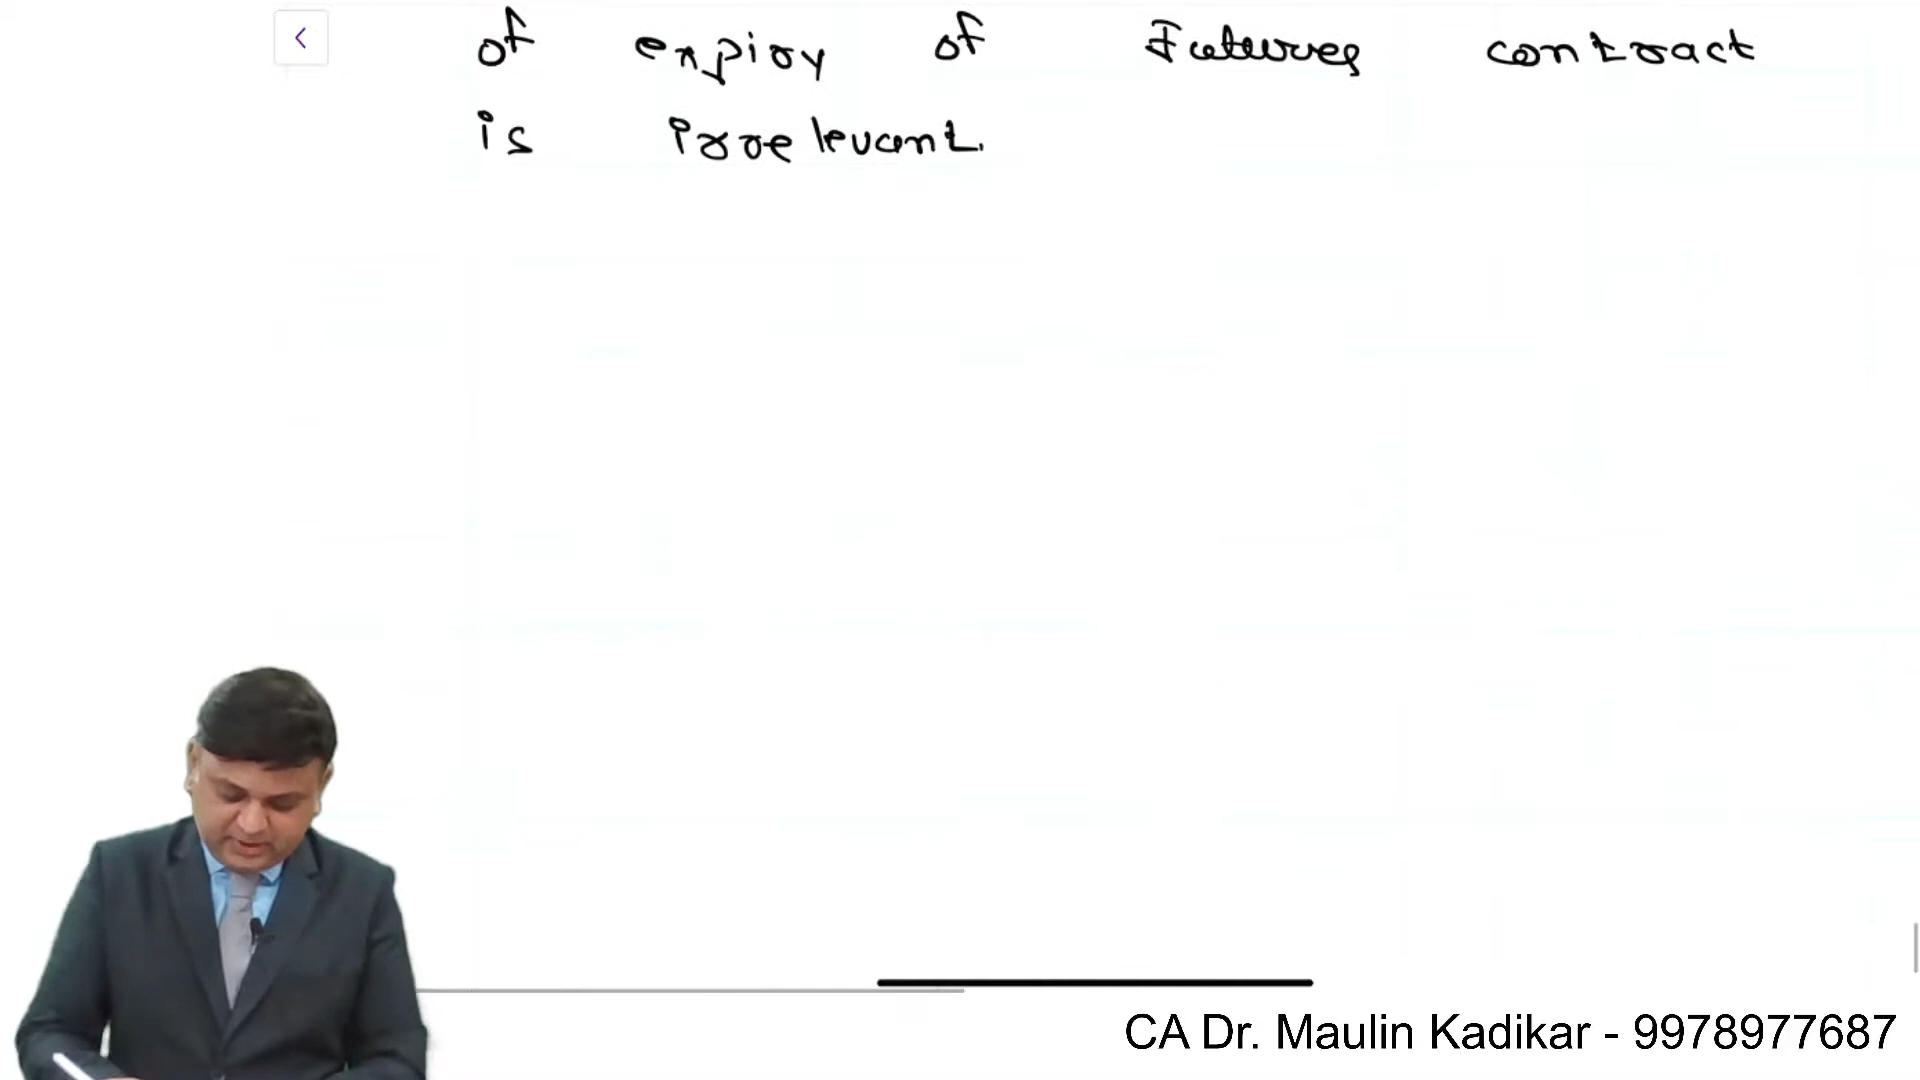 of expiry of Futures contract
is irrelevant.
CA Dr. Maulin Kadikar - 9978977687